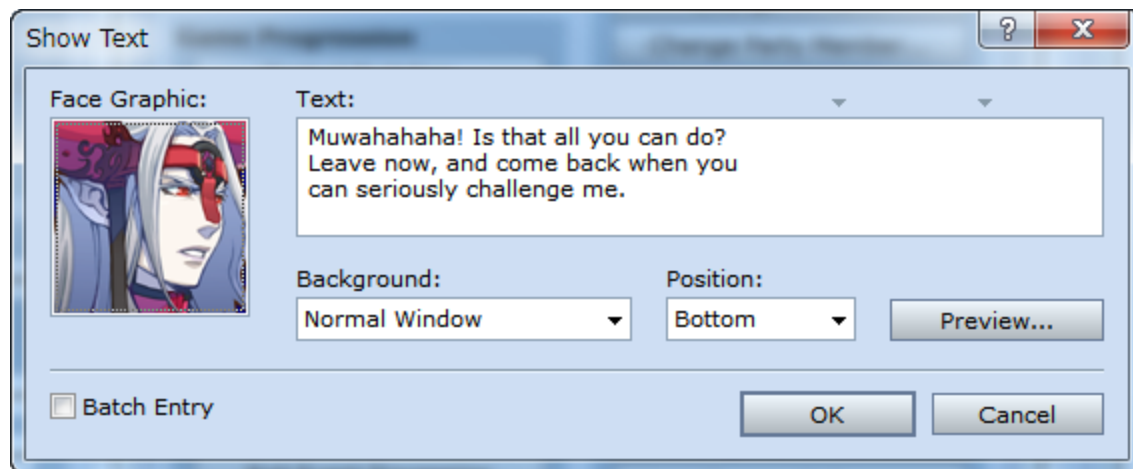 Show Text
Face Graphic:
Text:
Muwahahaha! Is that all you can do?
Leave now, and come back when you
can seriously challenge me.
Background:
Position:
Normal Window
Bottom
Preview...
Batch Entry
OK
Cancel